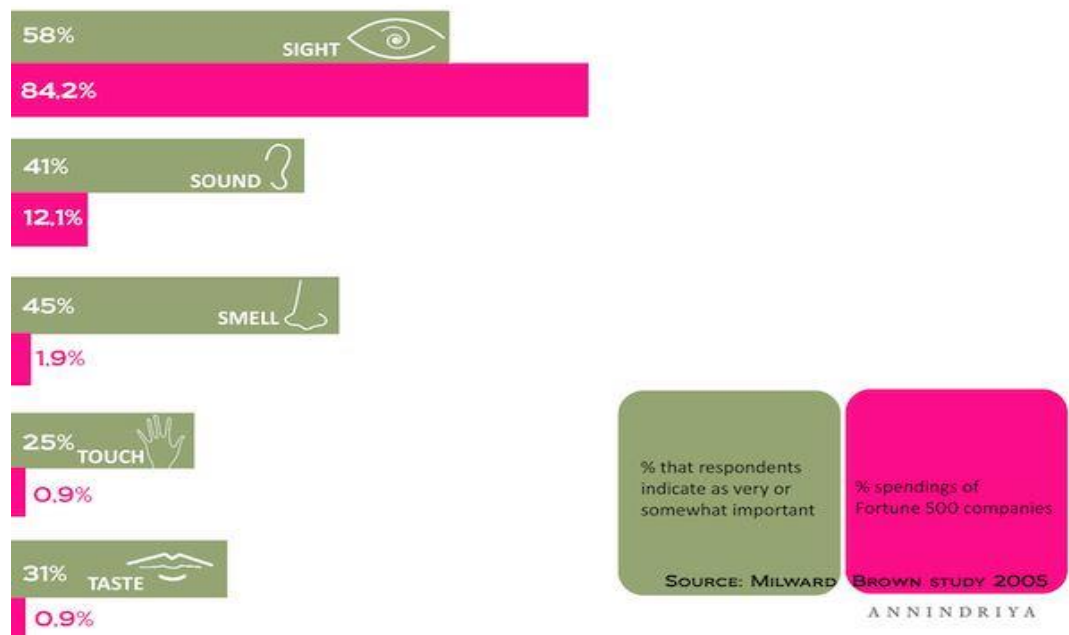 58%
SIGHT
84.2%
41%
SOUND
12.1%
45%
SMELL
1.9%
25%
TOUCH
0.9%
31%
TASTE
0.9%
% that respondents
indicate as very or
somewhat important
% spendings of
Fortune 500 companies
SOURCE: MILWARD BROWN STUDY 2005
ANNINDRIYA